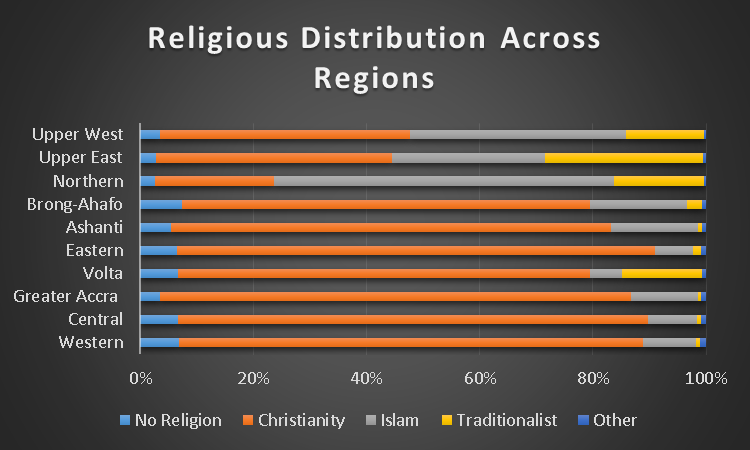 Religious Distribution Across
Regions
Upper West
Upper East
Northern
Brong-Ahafo
Ashanti
Eastern
Volta
Greater Accra
Central
Western
0% 20% 40% 60% 80% 100%
No Religion Christianity Islam Traditionalist Other